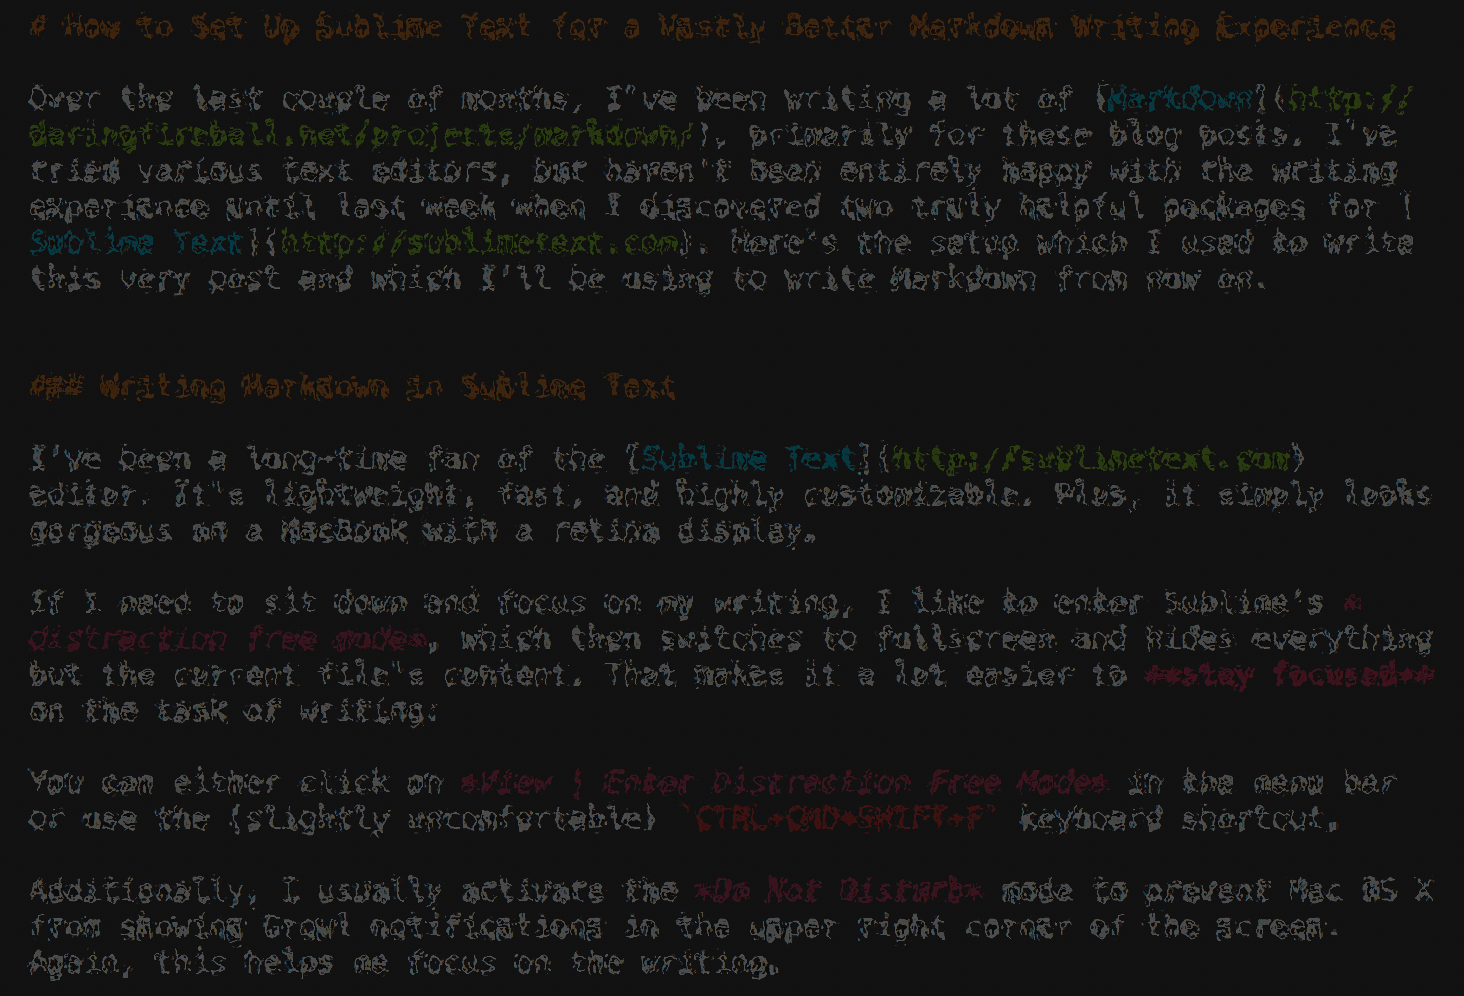 # How To Set Up Sublime Text for a Vastly Better Markdown Writing Experience
Over the last couple of months, I've been writing a lot of [Markdown](http://
daringfireball.net/projects/markdown/), primarily for these blog posts. I've
tried various text editors, but haven't been entirely happy with the writing
experience until last week when I discovered two truly helpful packages for [
Sublime Text](http://sublimetext.com). Here's the setup which I used to write
this very post and which I'll be using to write Markdown from now on.
### Writing Markdown in Sublime Text
I've been a long-time fan of the [Sublime Text](http://sublimetext.com)
editor. It's lightweight, fast, and highly customizable. Plus, it simply looks
gorgeous on a MacBook with a retina display.
If I need to sit down and focus on my writing, I like to enter Sublime's *
distraction free mode*, which then switches to fullscreen and hides everything
but the current file's content. That makes it a lot easier to **stay focused**
on the task of writing:
You can either click on *View | Enter Distraction Free Mode* in the menu bar
or use the (slightly uncomfortable) `CTRL+CMD+SHIFT+F` keyboard shortcut.
Additionally, I usually activate the *Do Not Disturb* mode to prevent Mac OS X
from showing Growl notifications in the upper right corner of the screen.
Again, this helps me focus on the writing.